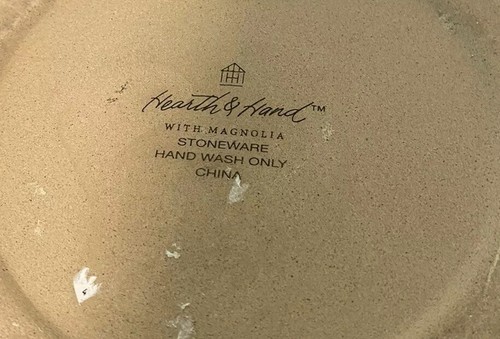 Hearth & Hand™
WITH MAGNOLIA
STONEWARE
HAND WASH ONLY
CHINA